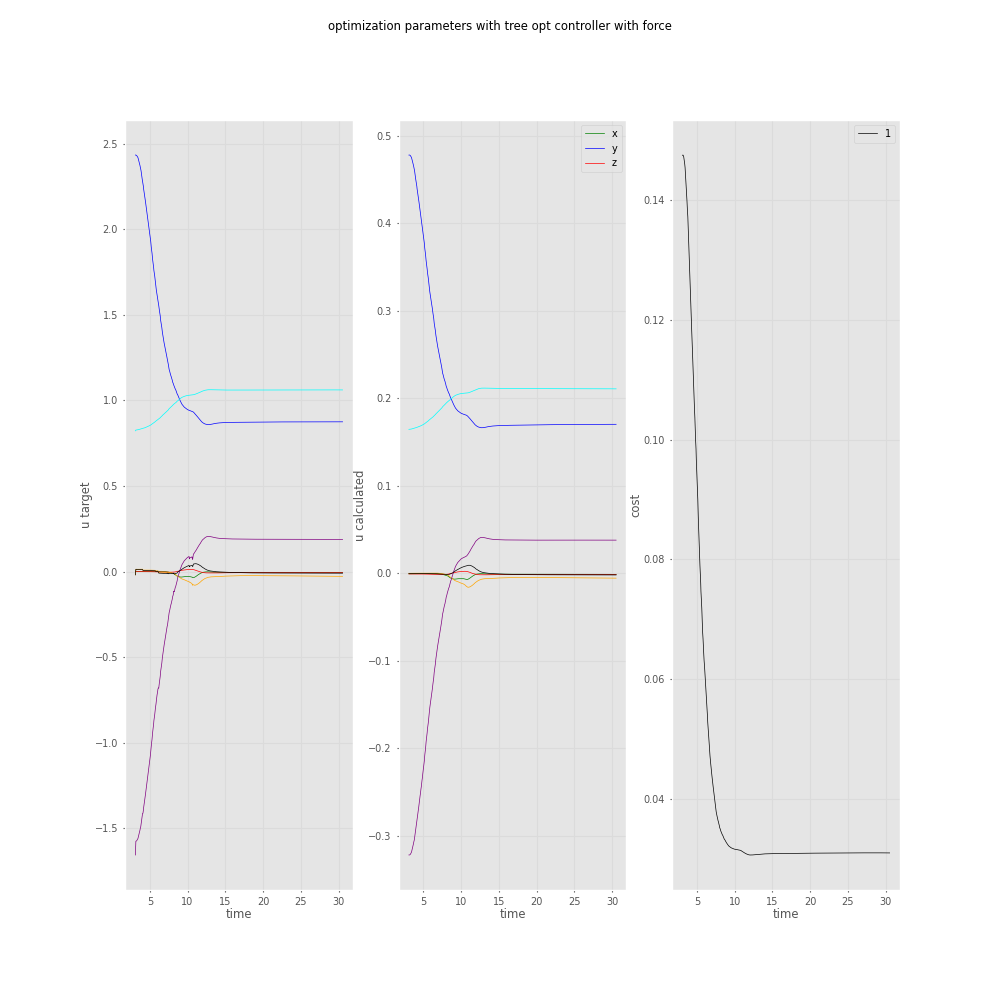 optimization parameters with tree opt controller with force
u target
2.5
2.0
1.5
1.0
0.5
0.0
−0.5
−1.0
−1.5
5 10 15 20 25 30
time
u calculated
0.5
0.4
0.3
0.2
0.1
0.0
−0.1
−0.2
−0.3
5 10 15 20 25 30
time
x
y
z
cost
0.14
0.12
0.10
0.08
0.06
0.04
5 10 15 20 25 30
time
1